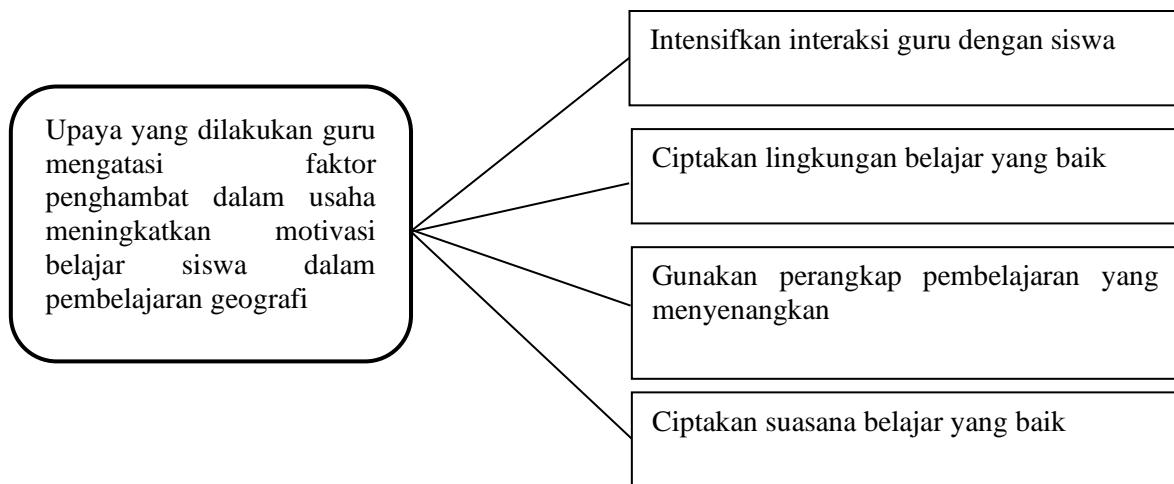 Upaya yang dilakukan guru
mengatasi faktor
penghambat dalam usaha
meningkatkan motivasi
belajar siswa dalam
pembelajaran geografi
Intensifkan interaksi guru dengan siswa
Ciptakan lingkungan belajar yang baik
Gunakan perangkap pembelajaran yang
menyenangkan
Ciptakan suasana belajar yang baik